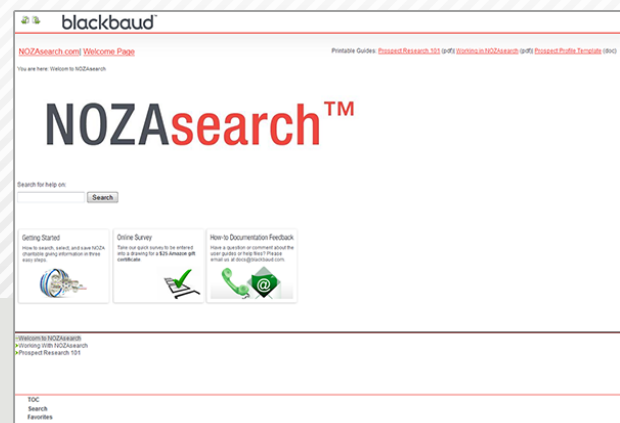 blackbaud
NOZAsearch.com| Welcome Page
Printable Guides: Prospect Research 101 (pdf) Working in NOZAsearch (pdf) Prospect Profile Template (doc)
You are here: Welcom to NOZAsearch
NOZAsearch™
Search for help on:
Search
Getting Started
How to search, select, and save NOZA
charitable giving information in three
easy steps.
Online Survey
Take our quick survey to be entered
into a drawing for a $25 Amazon gift
certificate
How-to Documentation Feedback
Have a question or comment about the
user guides or help files? Please
email us at docs@blackbaud.com.
Welcom to NOZAsearch
Working With NOZAsearch
Prospect Research 101
TOC
Search
Favorites